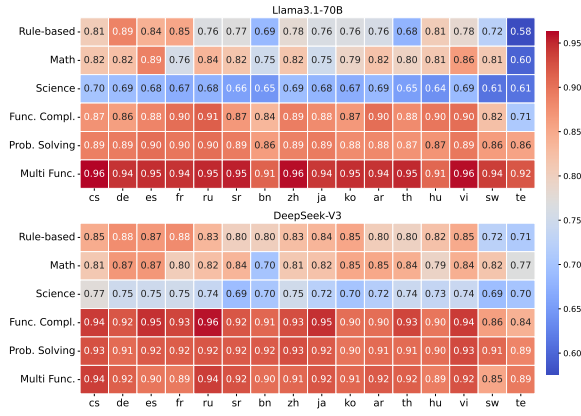 Llama3.1-70B
Rule-based 0.81 0.89 0.84 0.85 0.76 0.77 0.69 0.76 0.77 0.76 0.77 0.68 0.81 0.78 0.72 0.58
Math 0.82 0.82 0.89 0.76 0.84 0.82 0.75 0.82 0.75 0.79 0.82 0.76 0.81 0.86 0.81 0.60
Science 0.70 0.69 0.68 0.67 0.68 0.66 0.65 0.69 0.68 0.67 0.69 0.65 0.64 0.69 0.61 0.61
Func. Compl. 0.87 0.86 0.88 0.90 0.91 0.87 0.84 0.89 0.88 0.87 0.90 0.88 0.90 0.90 0.82 0.71
Prob. Solving 0.89 0.89 0.90 0.90 0.90 0.89 0.86 0.89 0.89 0.88 0.88 0.88 0.87 0.89 0.86 0.86
Multi Func. 0.96 0.94 0.95 0.94 0.95 0.95 0.91 0.96 0.94 0.95 0.94 0.95 0.91 0.96 0.94 0.92
cs de es fr ru sr bn zh ja ko ar th hu vi sw te
DeepSeek-V3
Rule-based 0.85 0.88 0.87 0.88 0.83 0.80 0.80 0.83 0.84 0.85 0.80 0.80 0.82 0.85 0.72 0.71
Math 0.81 0.87 0.87 0.80 0.82 0.84 0.70 0.81 0.82 0.85 0.85 0.84 0.79 0.84 0.82 0.77
Science 0.77 0.75 0.75 0.75 0.74 0.69 0.70 0.75 0.72 0.70 0.72 0.74 0.73 0.74 0.69 0.70
Func. Compl. 0.94 0.92 0.95 0.93 0.96 0.92 0.91 0.93 0.95 0.90 0.90 0.93 0.90 0.94 0.86 0.84
Prob. Solving 0.93 0.91 0.92 0.92 0.92 0.92 0.92 0.93 0.92 0.90 0.91 0.91 0.90 0.93 0.91 0.89
Multi Func. 0.94 0.92 0.90 0.89 0.94 0.92 0.92 0.90 0.91 0.92 0.90 0.92 0.89 0.92 0.85 0.89
cs de es fr ru sr bn zh ja ko ar th hu vi sw te
0.95
0.90
0.85
0.80
0.75
0.70
0.65
0.60